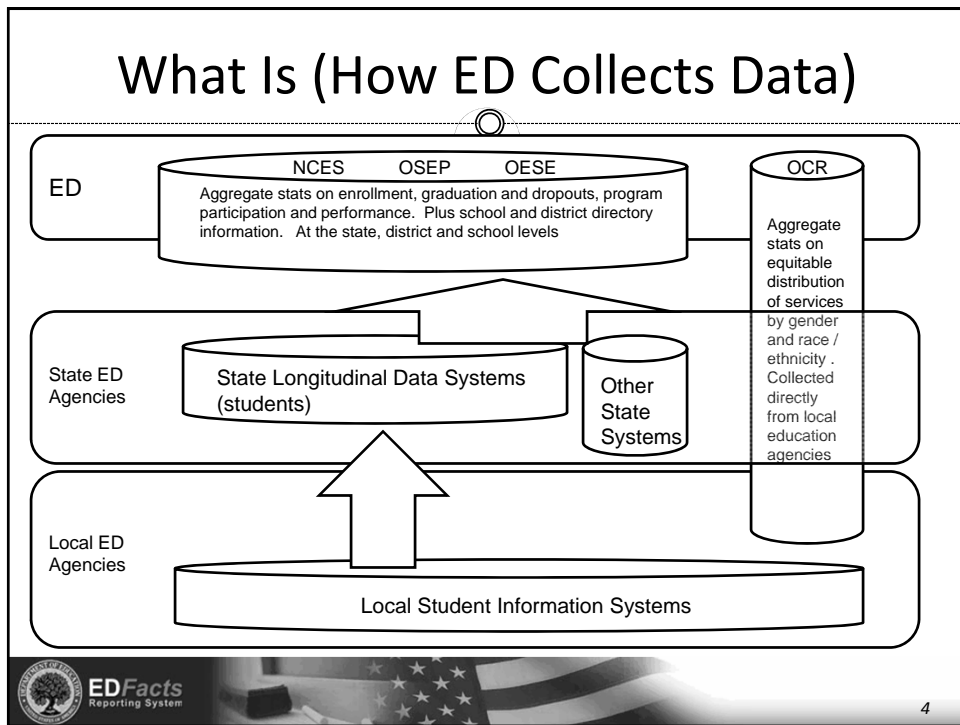 What Is (How ED Collects Data)
ED
NCES OSEP OESE
Aggregate stats on enrollment, graduation and dropouts, program
participation and performance. Plus school and district directory
information. At the state, district and school levels
OCR
Aggregate
stats on
equitable
distribution
of services
by gender
and race /
ethnicity .
Collected
directly
from local
education
agencies
State ED
Agencies
State Longitudinal Data Systems
(students)
Other
State
Systems
Local ED
Agencies
Local Student Information Systems
EDFacts
Reporting System
4